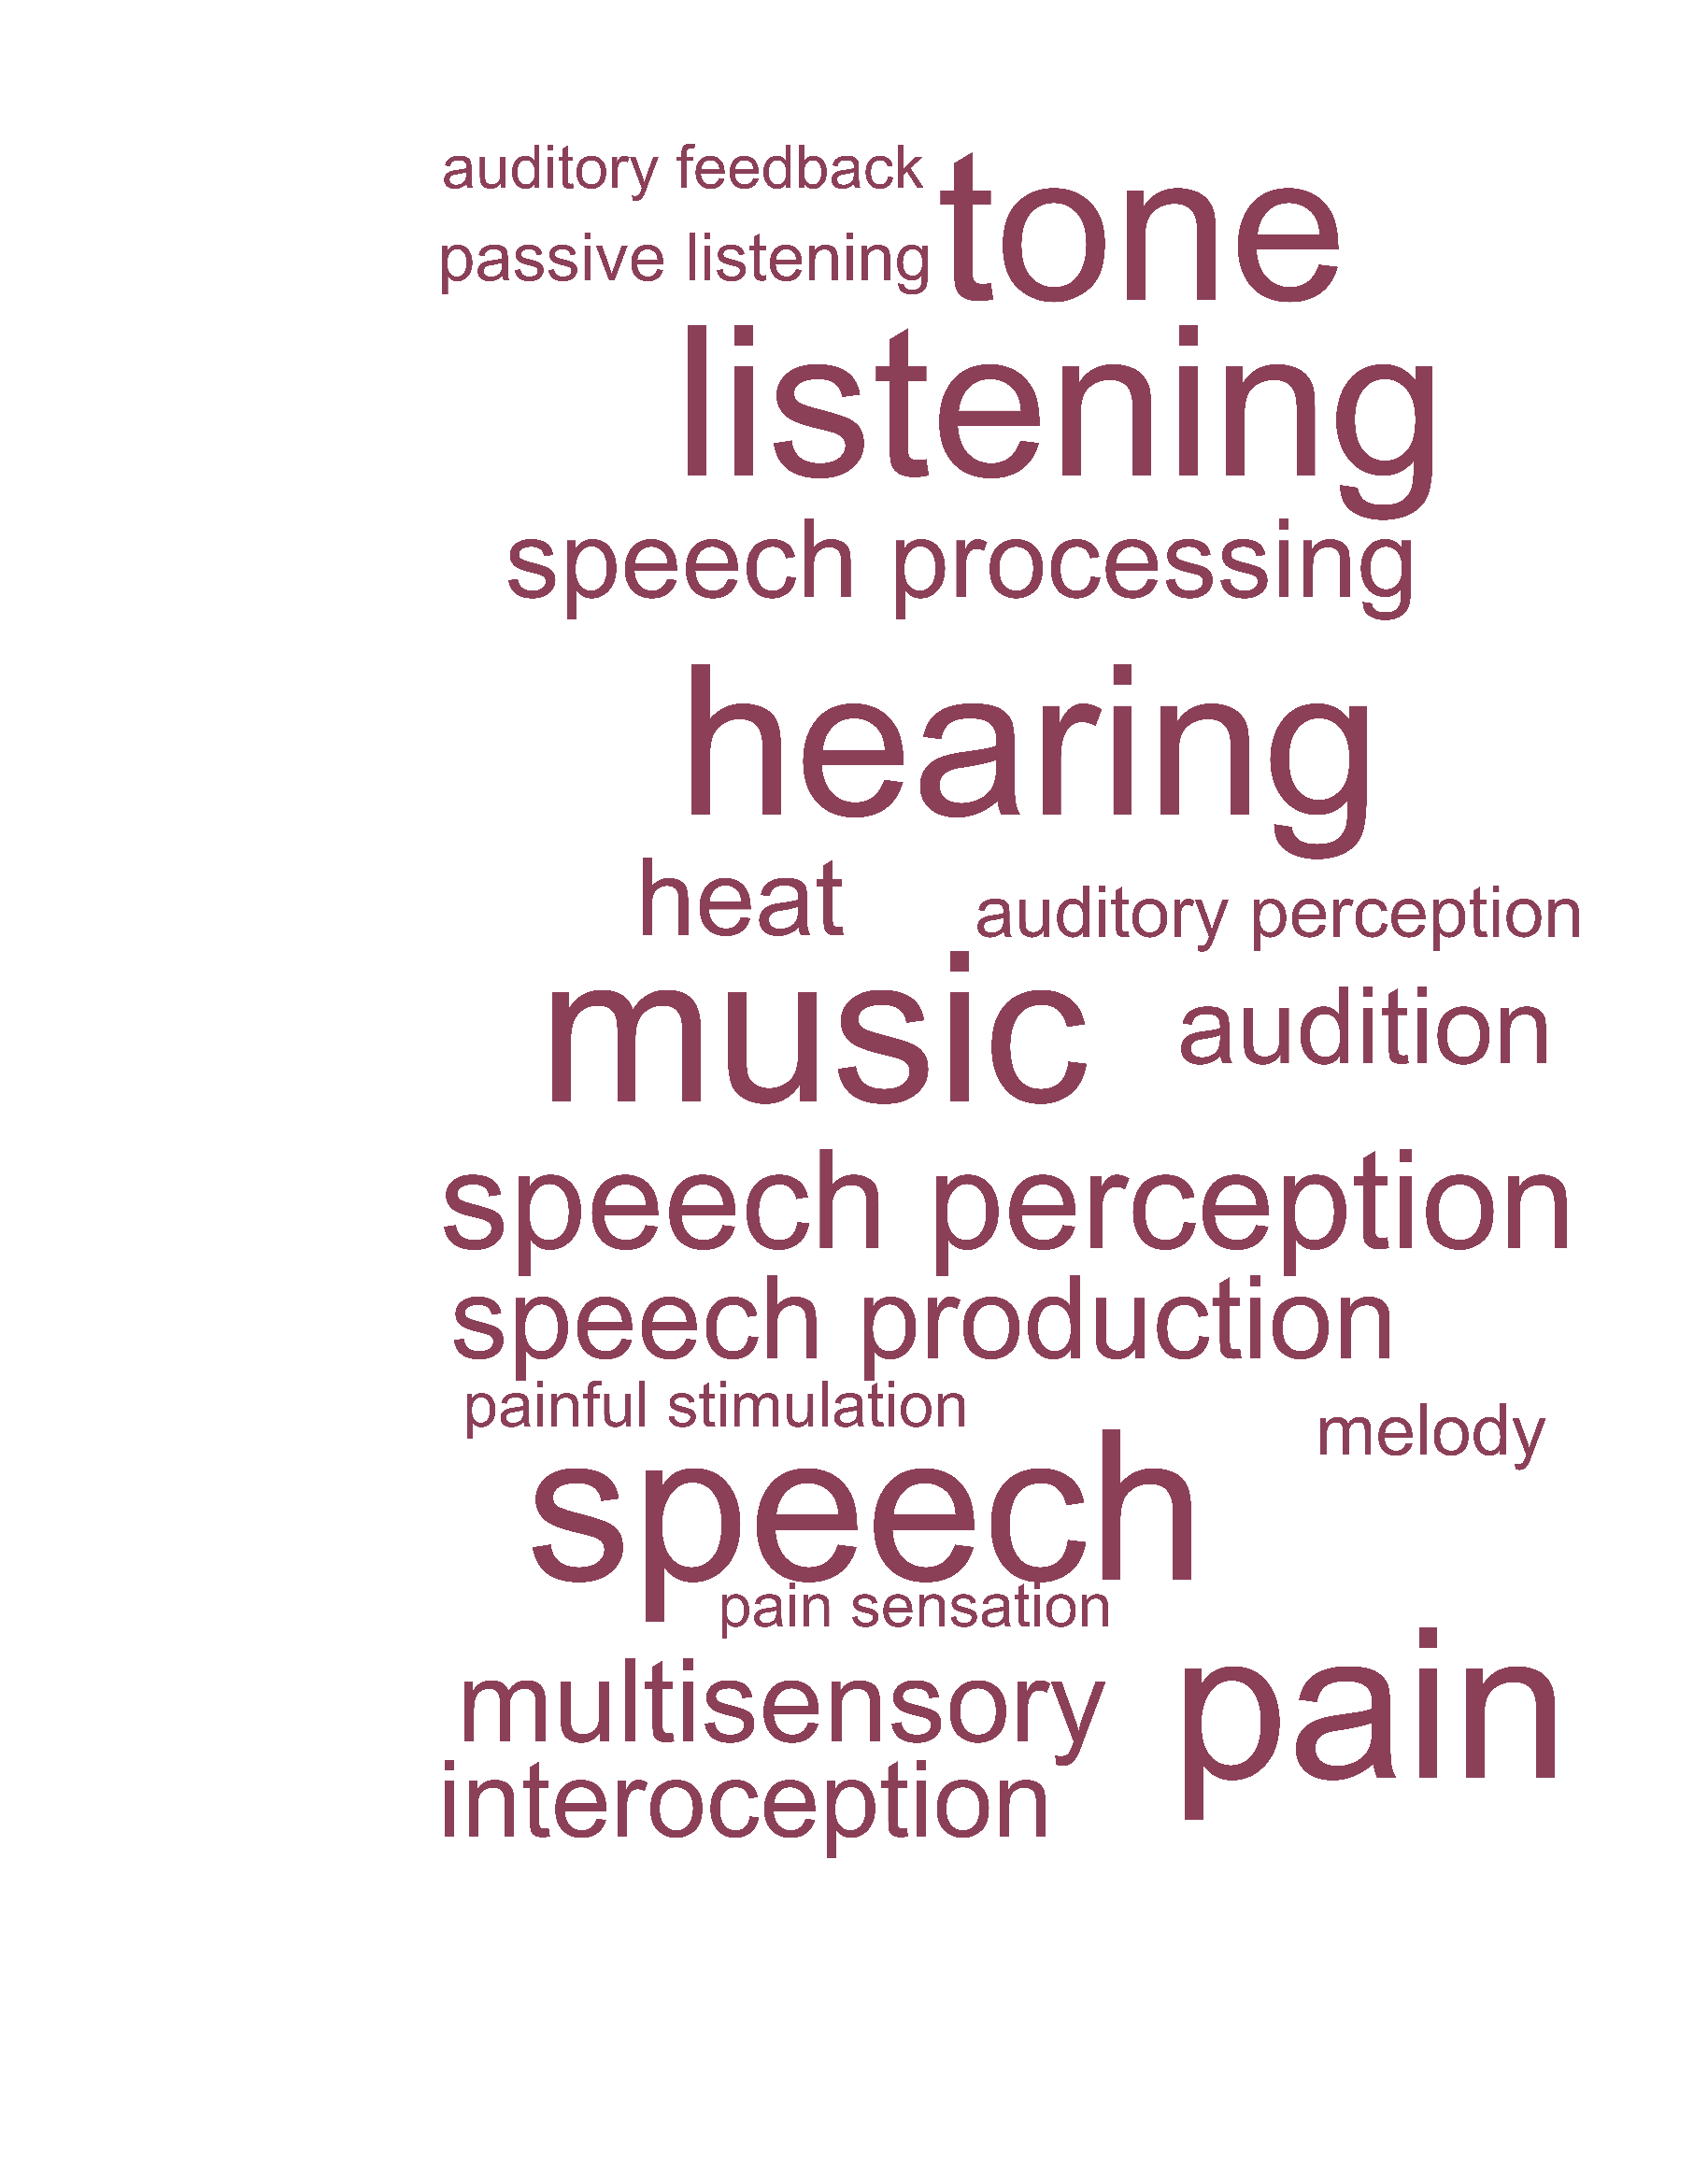 auditory feedback
tone
passive listening
listening
speech processing
hearing
heat
auditory perception
music
audition
speech perception
speech production
painful stimulation
melody
speech
pain sensation
multisensory
pain
interoception